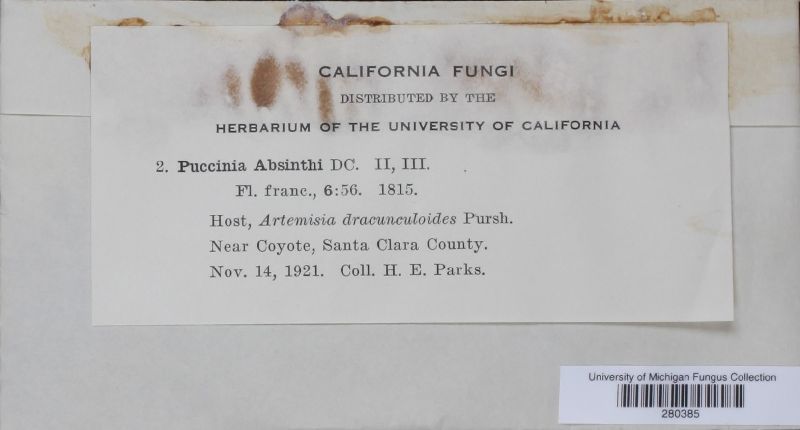 CALIFORNIA FUNGI
DISTRIBUTED BY THE
HERBARIUM OF THE UNIVERSITY OF CALIFORNIA
2. Puccinia Absinthi DC. II, III.
Fl. franc., 6:56. 1815.
Host, Artemisia dracunculoides Pursh.
Near Coyote, Santa Clara County.
Nov. 14, 1921. Coll. H. E. Parks.
University of Michigan Fungus Collection
280385